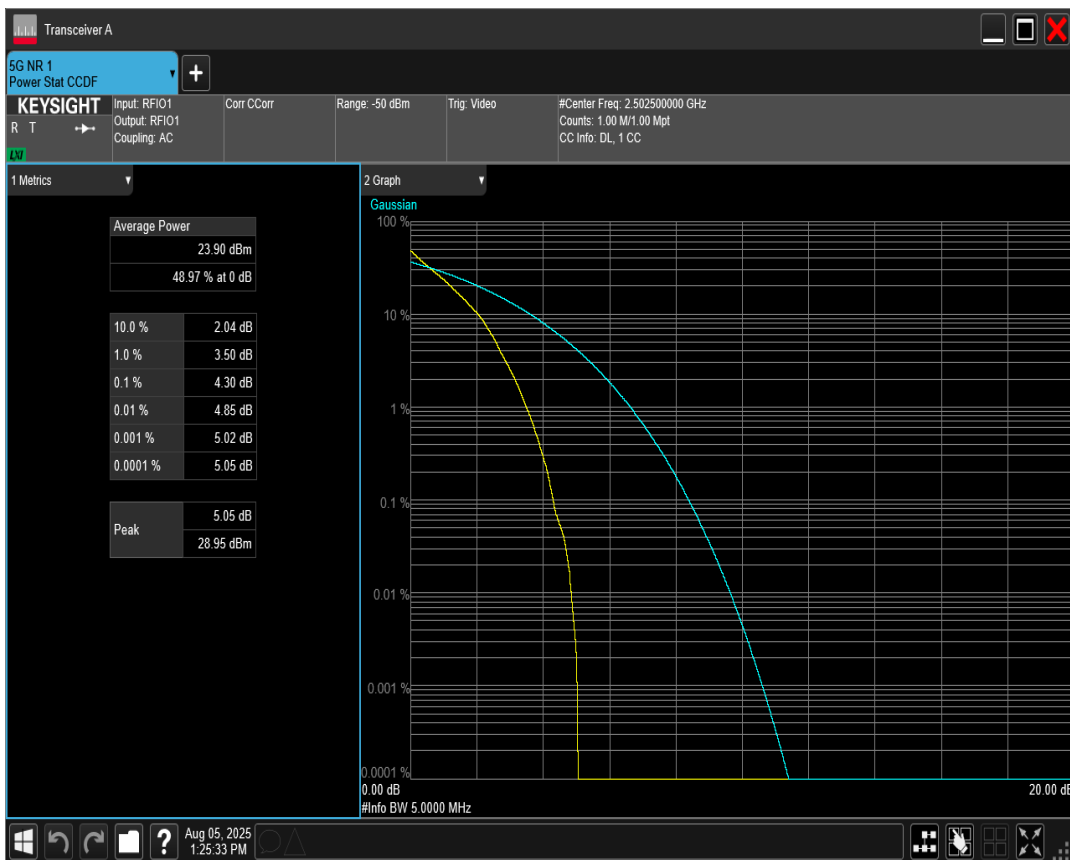 Transceiver A
5G NR 1
Power Stat CCDF
KEYSIGHT
R T
LXI
Input: RFIO1
Output: RFIO1
Coupling: AC
Corr CCorr
Range: -50 dBm
Trig: Video
#Center Freq: 2.502500000 GHz
Counts: 1.00 M/1.00 Mpt
CC Info: DL, 1 CC
1 Metrics
Average Power
23.90 dBm
48.97 % at 0 dB
10.0 % 2.04 dB
1.0 % 3.50 dB
0.1 % 4.30 dB
0.01 % 4.85 dB
0.001 % 5.02 dB
0.0001 % 5.05 dB
Peak 5.05 dB
28.95 dBm
2 Graph
Gaussian
100 %
10 %
1 %
0.1 %
0.01 %
0.001 %
0.0001 %
0.00 dB 20.00 dB
#Info BW 5.0000 MHz
?
Aug 05, 2025
1:25:33 PM